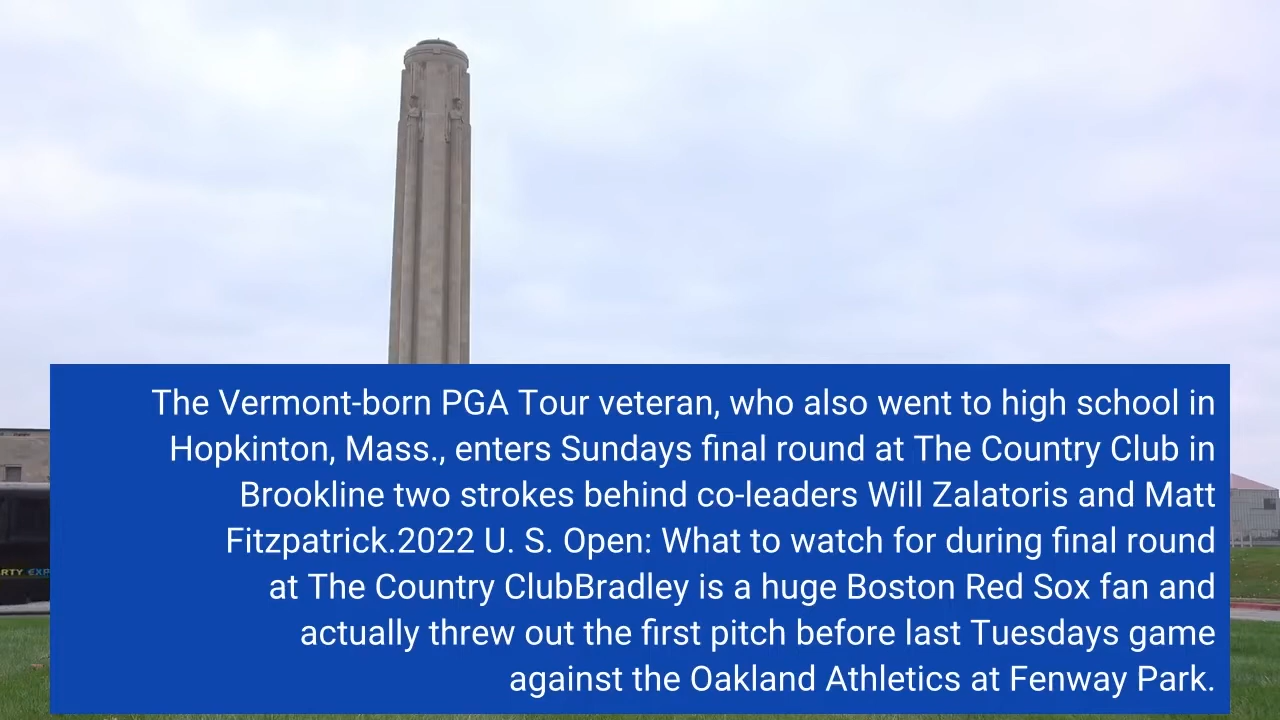 The Vermont-born PGA Tour veteran, who also went to high school in
Hopkinton, Mass., enters Sundays final round at The Country Club in
Brookline two strokes behind co-leaders Will Zalatoris and Matt
Fitzpatrick.2022 U. S. Open: What to watch for during final round
at The Country ClubBradley is a huge Boston Red Sox fan and
actually threw out the first pitch before last Tuesdays game
against the Oakland Athletics at Fenway Park.
RTY EXP